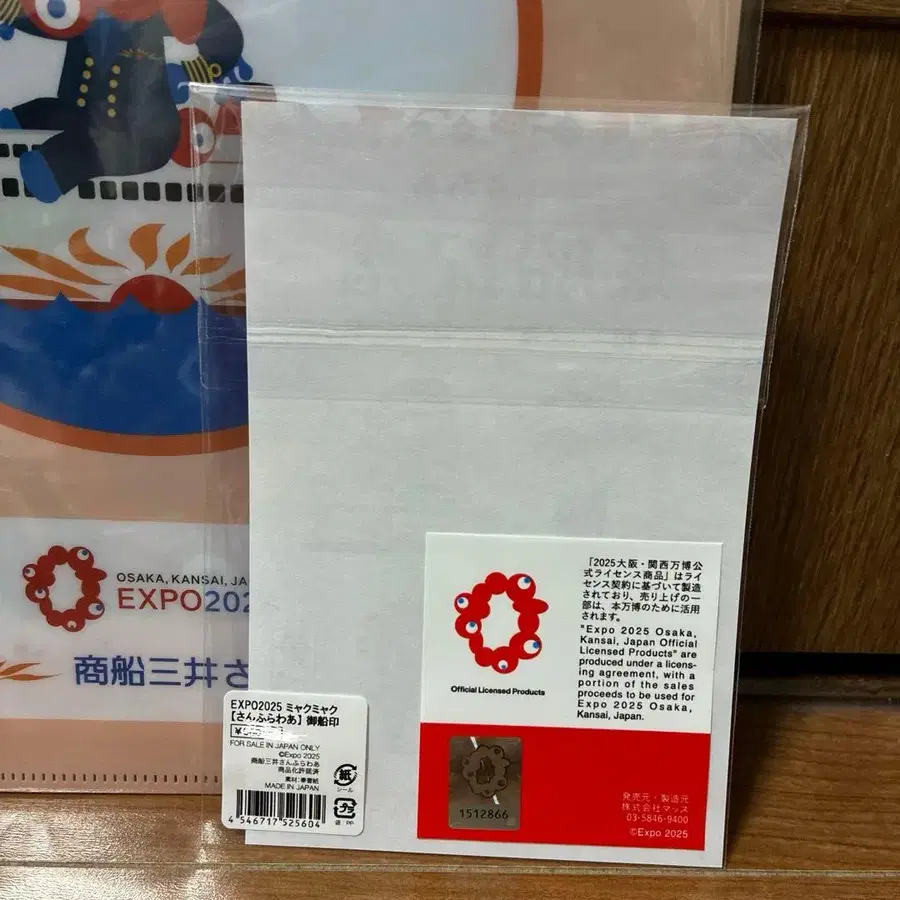 OSAKA, KANSAI, JA
EXPO202
商船三井さ
「2025大阪・関西万博公
式ライセンス商品」はライ
センス契約に基づいて製造
されており、売り上げの一
部は、本万博のために活用
されます。
"Expo 2025 Osaka,
Kansai, Japan Official
Licensed Products" are
produced under a licens-
ing agreement, with a
portion of the sales
proceeds to be used for
Expo 2025 Osaka,
Kansai, Japan.
Official Licensed Products
EXPO2025 ミャクミャク
【さんふらわあ】御船印
FOR SALE IN JAPAN ONLY
©Expo 2025
商船三井さんふらわあ
商品化許諾済
素材:奉書紙
MADE IN JAPAN
紙
シール
プラ
袋:PP
4 546717 525604
1512866
発売元・製造元
株式会社マッス
03-5846-9400
©Expo 2025